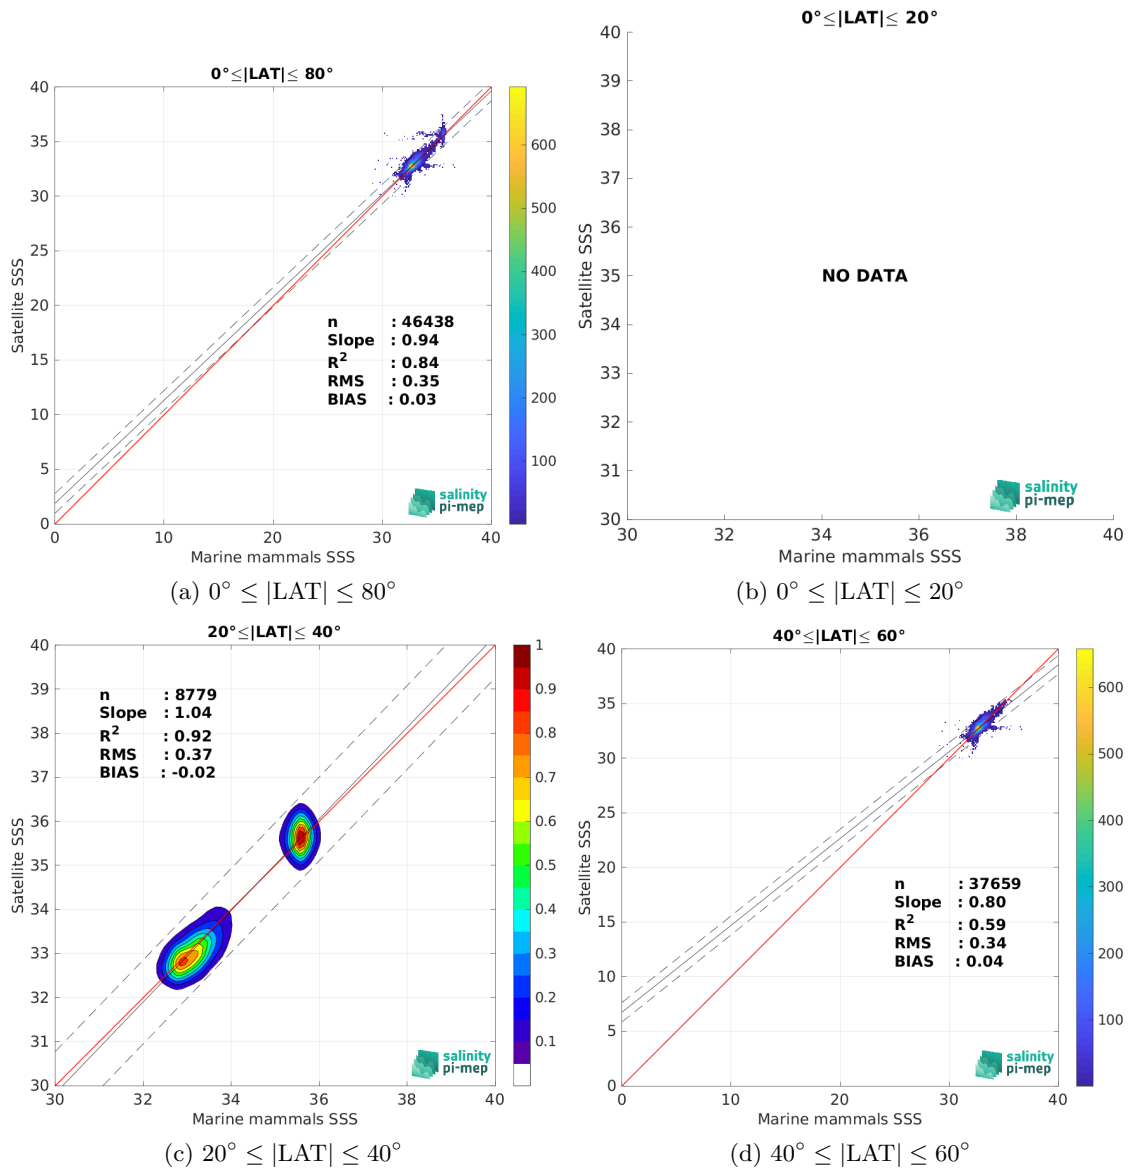 0°≤|LAT|≤ 80°
40
35
30
25
20
15
10
5
0
Satellite SSS
n : 46438
Slope : 0.94
R2 : 0.84
RMS : 0.35
BIAS : 0.03
salinity
pi-mep
0 10 20 30 40
Marine mammals SSS
600
500
400
300
200
100
(a) 0° ≤ |LAT| ≤ 80°
0°≤|LAT|≤ 20°
40
39
38
37
36
35
34
33
32
31
30
Satellite SSS
NO DATA
salinity
pi-mep
30 32 34 36 38 40
Marine mammals SSS
(b) 0° ≤ |LAT| ≤ 20°
20°≤|LAT|≤ 40°
40
39
38
37
36
35
34
33
32
31
30
Satellite SSS
n : 8779
Slope : 1.04
R2 : 0.92
RMS : 0.37
BIAS : -0.02
salinity
pi-mep
30 32 34 36 38 40
Marine mammals SSS
1
0.9
0.8
0.7
0.6
0.5
0.4
0.3
0.2
0.1
(c) 20° ≤ |LAT| ≤ 40°
40°≤|LAT|≤ 60°
40
35
30
25
20
15
10
5
0
Satellite SSS
n : 37659
Slope : 0.80
R2 : 0.59
RMS : 0.34
BIAS : 0.04
salinity
pi-mep
0 10 20 30 40
Marine mammals SSS
600
500
400
300
200
100
(d) 40° ≤ |LAT| ≤ 60°